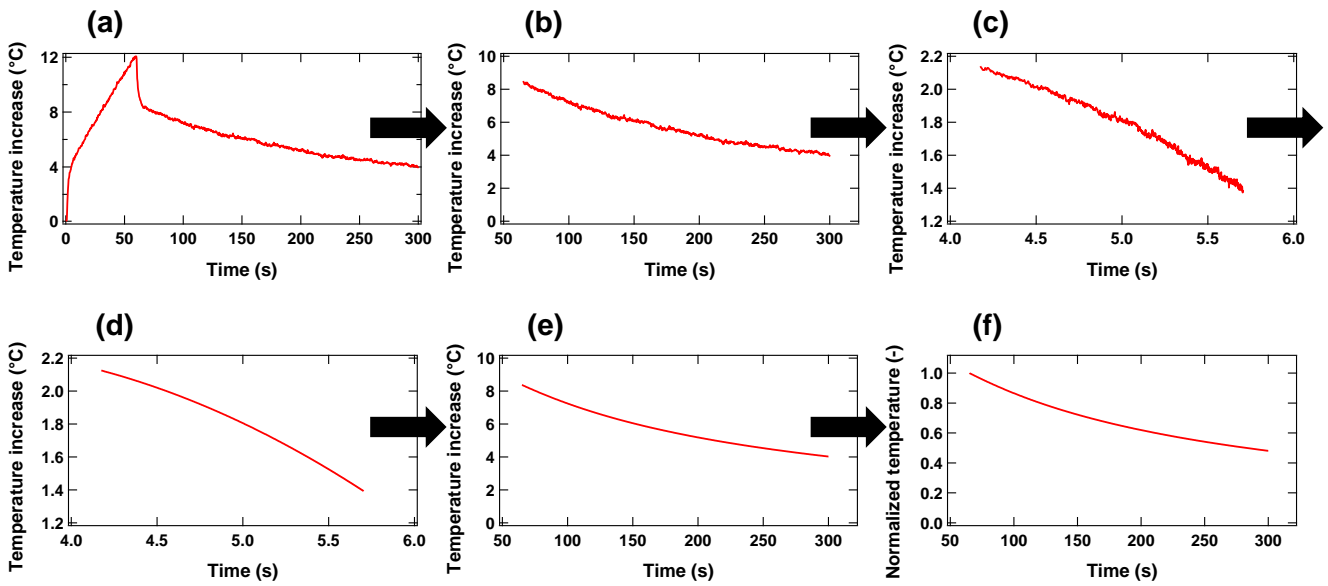 (a)
Temperature increase (°C)
12
8
4
0
0 50 100 150 200 250 300
Time (s)
(b)
Temperature increase (°C)
10
8
6
4
2
0
50 100 150 200 250 300
Time (s)
(c)
Temperature increase (°C)
2.2
2.0
1.8
1.6
1.4
1.2
4.0 4.5 5.0 5.5 6.0
Time (s)
(d)
Temperature increase (°C)
2.2
2.0
1.8
1.6
1.4
1.2
4.0 4.5 5.0 5.5 6.0
Time (s)
(e)
Temperature increase (°C)
10
8
6
4
2
0
50 100 150 200 250 300
Time (s)
(f)
Normalized temperature (-)
1.0
0.8
0.6
0.4
0.2
0.0
50 100 150 200 250 300
Time (s)